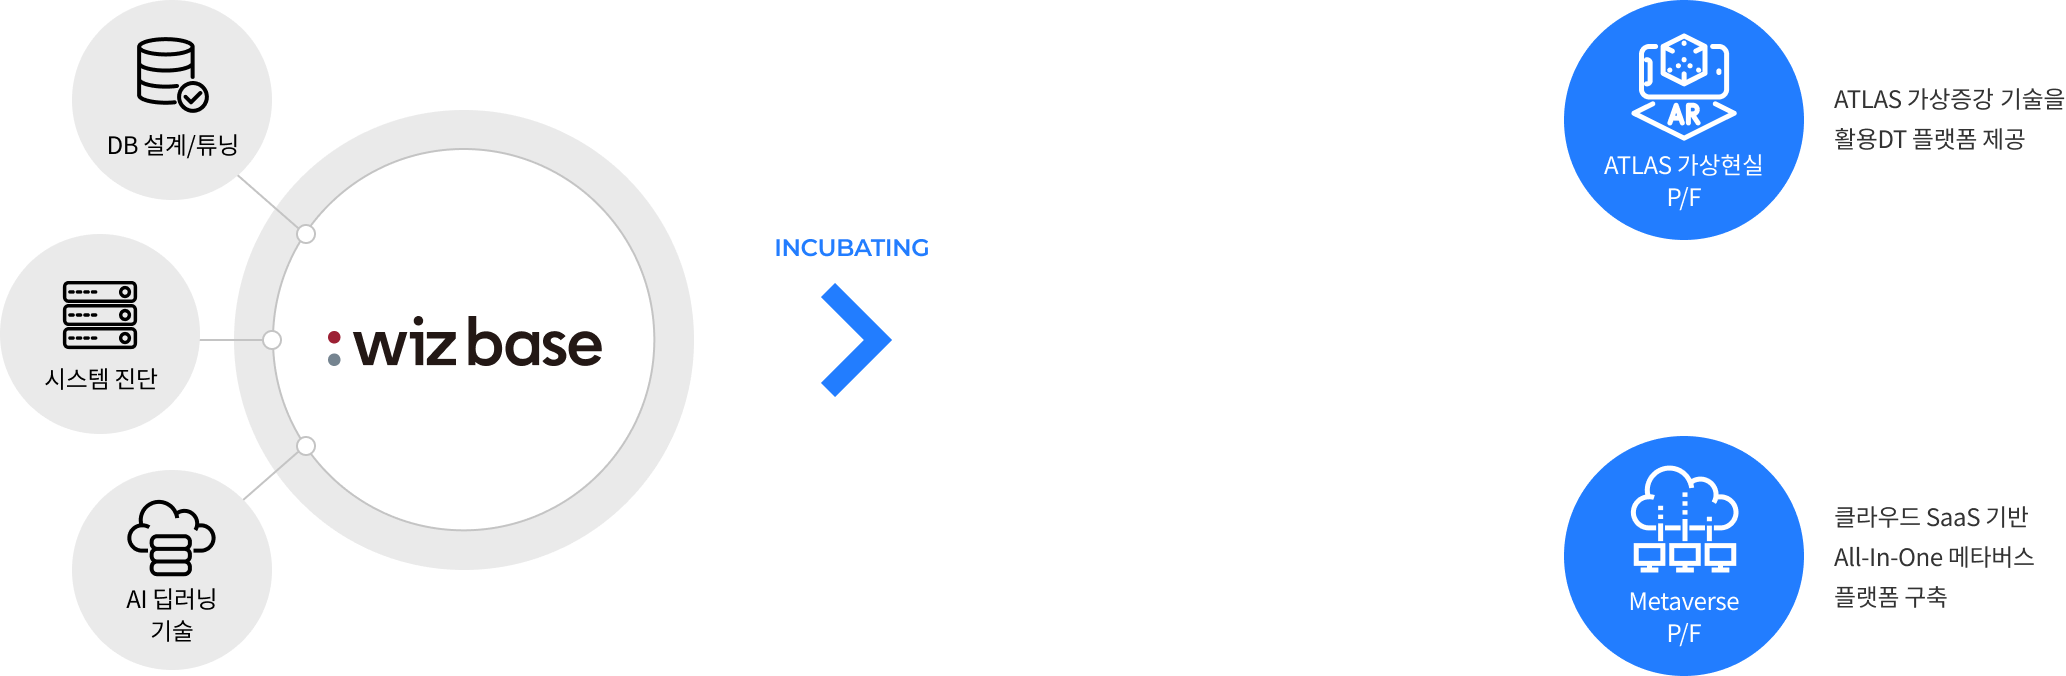 DB 설계/튜닝
시스템 진단
AI 딥러닝
기술
wizbase
INCUBATING
AR
ATLAS 가상현실
P/F
ATLAS 가상증강 기술을
활용DT 플랫폼 제공
Metaverse
P/F
클라우드 SaaS 기반
All-In-One 메타버스
플랫폼 구축